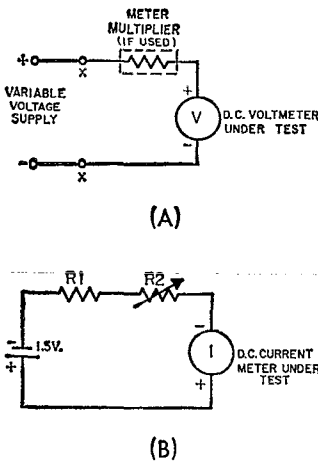 METER
MULTIPLIER
(IF USED)
+
X
VARIABLE
VOLTAGE
SUPPLY
+
V
D.C. VOLTMETER
UNDER TEST
-
-
X
(A)
R1
R2
-
1.5V.
+
-
I
D.C. CURRENT
METER UNDER
TEST
+
(B)